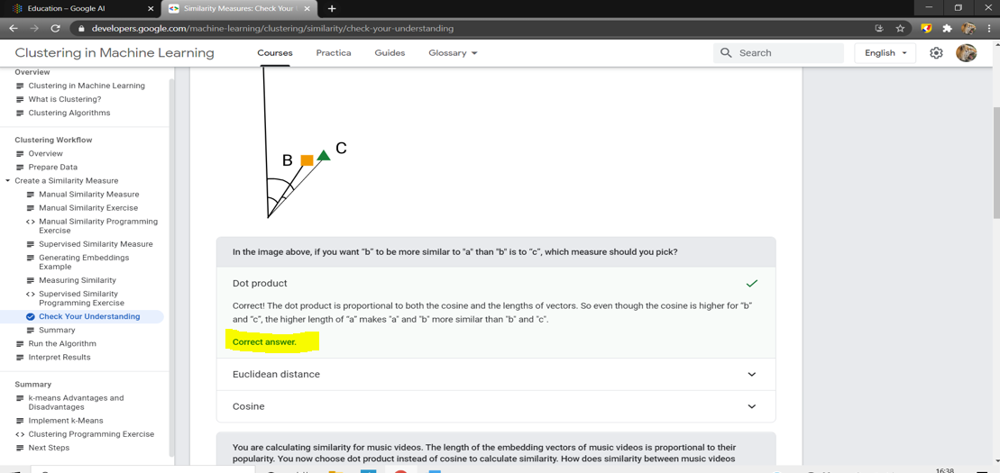 Education – Google AI
Similarity Measures: Check Your
developers.google.com/machine-learning/clustering/similarity/check-your-understanding
Clustering in Machine Learning
Courses
Practica
Guides
Glossary
Search
English
Overview
Clustering in Machine Learning
What is Clustering?
Clustering Algorithms
Clustering Workflow
Overview
Prepare Data
Create a Similarity Measure
Manual Similarity Measure
Manual Similarity Exercise
Manual Similarity Programming
Exercise
Supervised Similarity Measure
Generating Embeddings
Example
Measuring Similarity
Supervised Similarity
Programming Exercise
Check Your Understanding
Summary
Run the Algorithm
Interpret Results
Summary
k-means Advantages and
Disadvantages
Implement k-Means
Clustering Programming Exercise
Next Steps
B
C
In the image above, if you want "b" to be more similar to "a" than "b" is to "c", which measure should you pick?
Dot product
Correct! The dot product is proportional to both the cosine and the lengths of vectors. So even though the cosine is higher for "b"
and "c", the higher length of "a" makes "a" and "b" more similar than "b" and "c".
Correct answer.
Euclidean distance
Cosine
You are calculating similarity for music videos. The length of the embedding vectors of music videos is proportional to their
popularity. You now choose dot product instead of cosine to calculate similarity. How does similarity between music videos
16:38